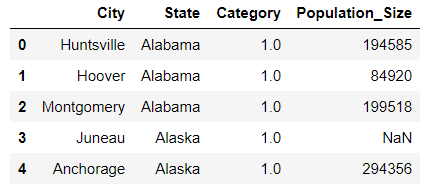 City State Category Population_Size
0 Huntsville Alabama 1.0 194585
1 Hoover Alabama 1.0 84920
2 Montgomery Alabama 1.0 199518
3 Juneau Alaska 1.0 NaN
4 Anchorage Alaska 1.0 294356